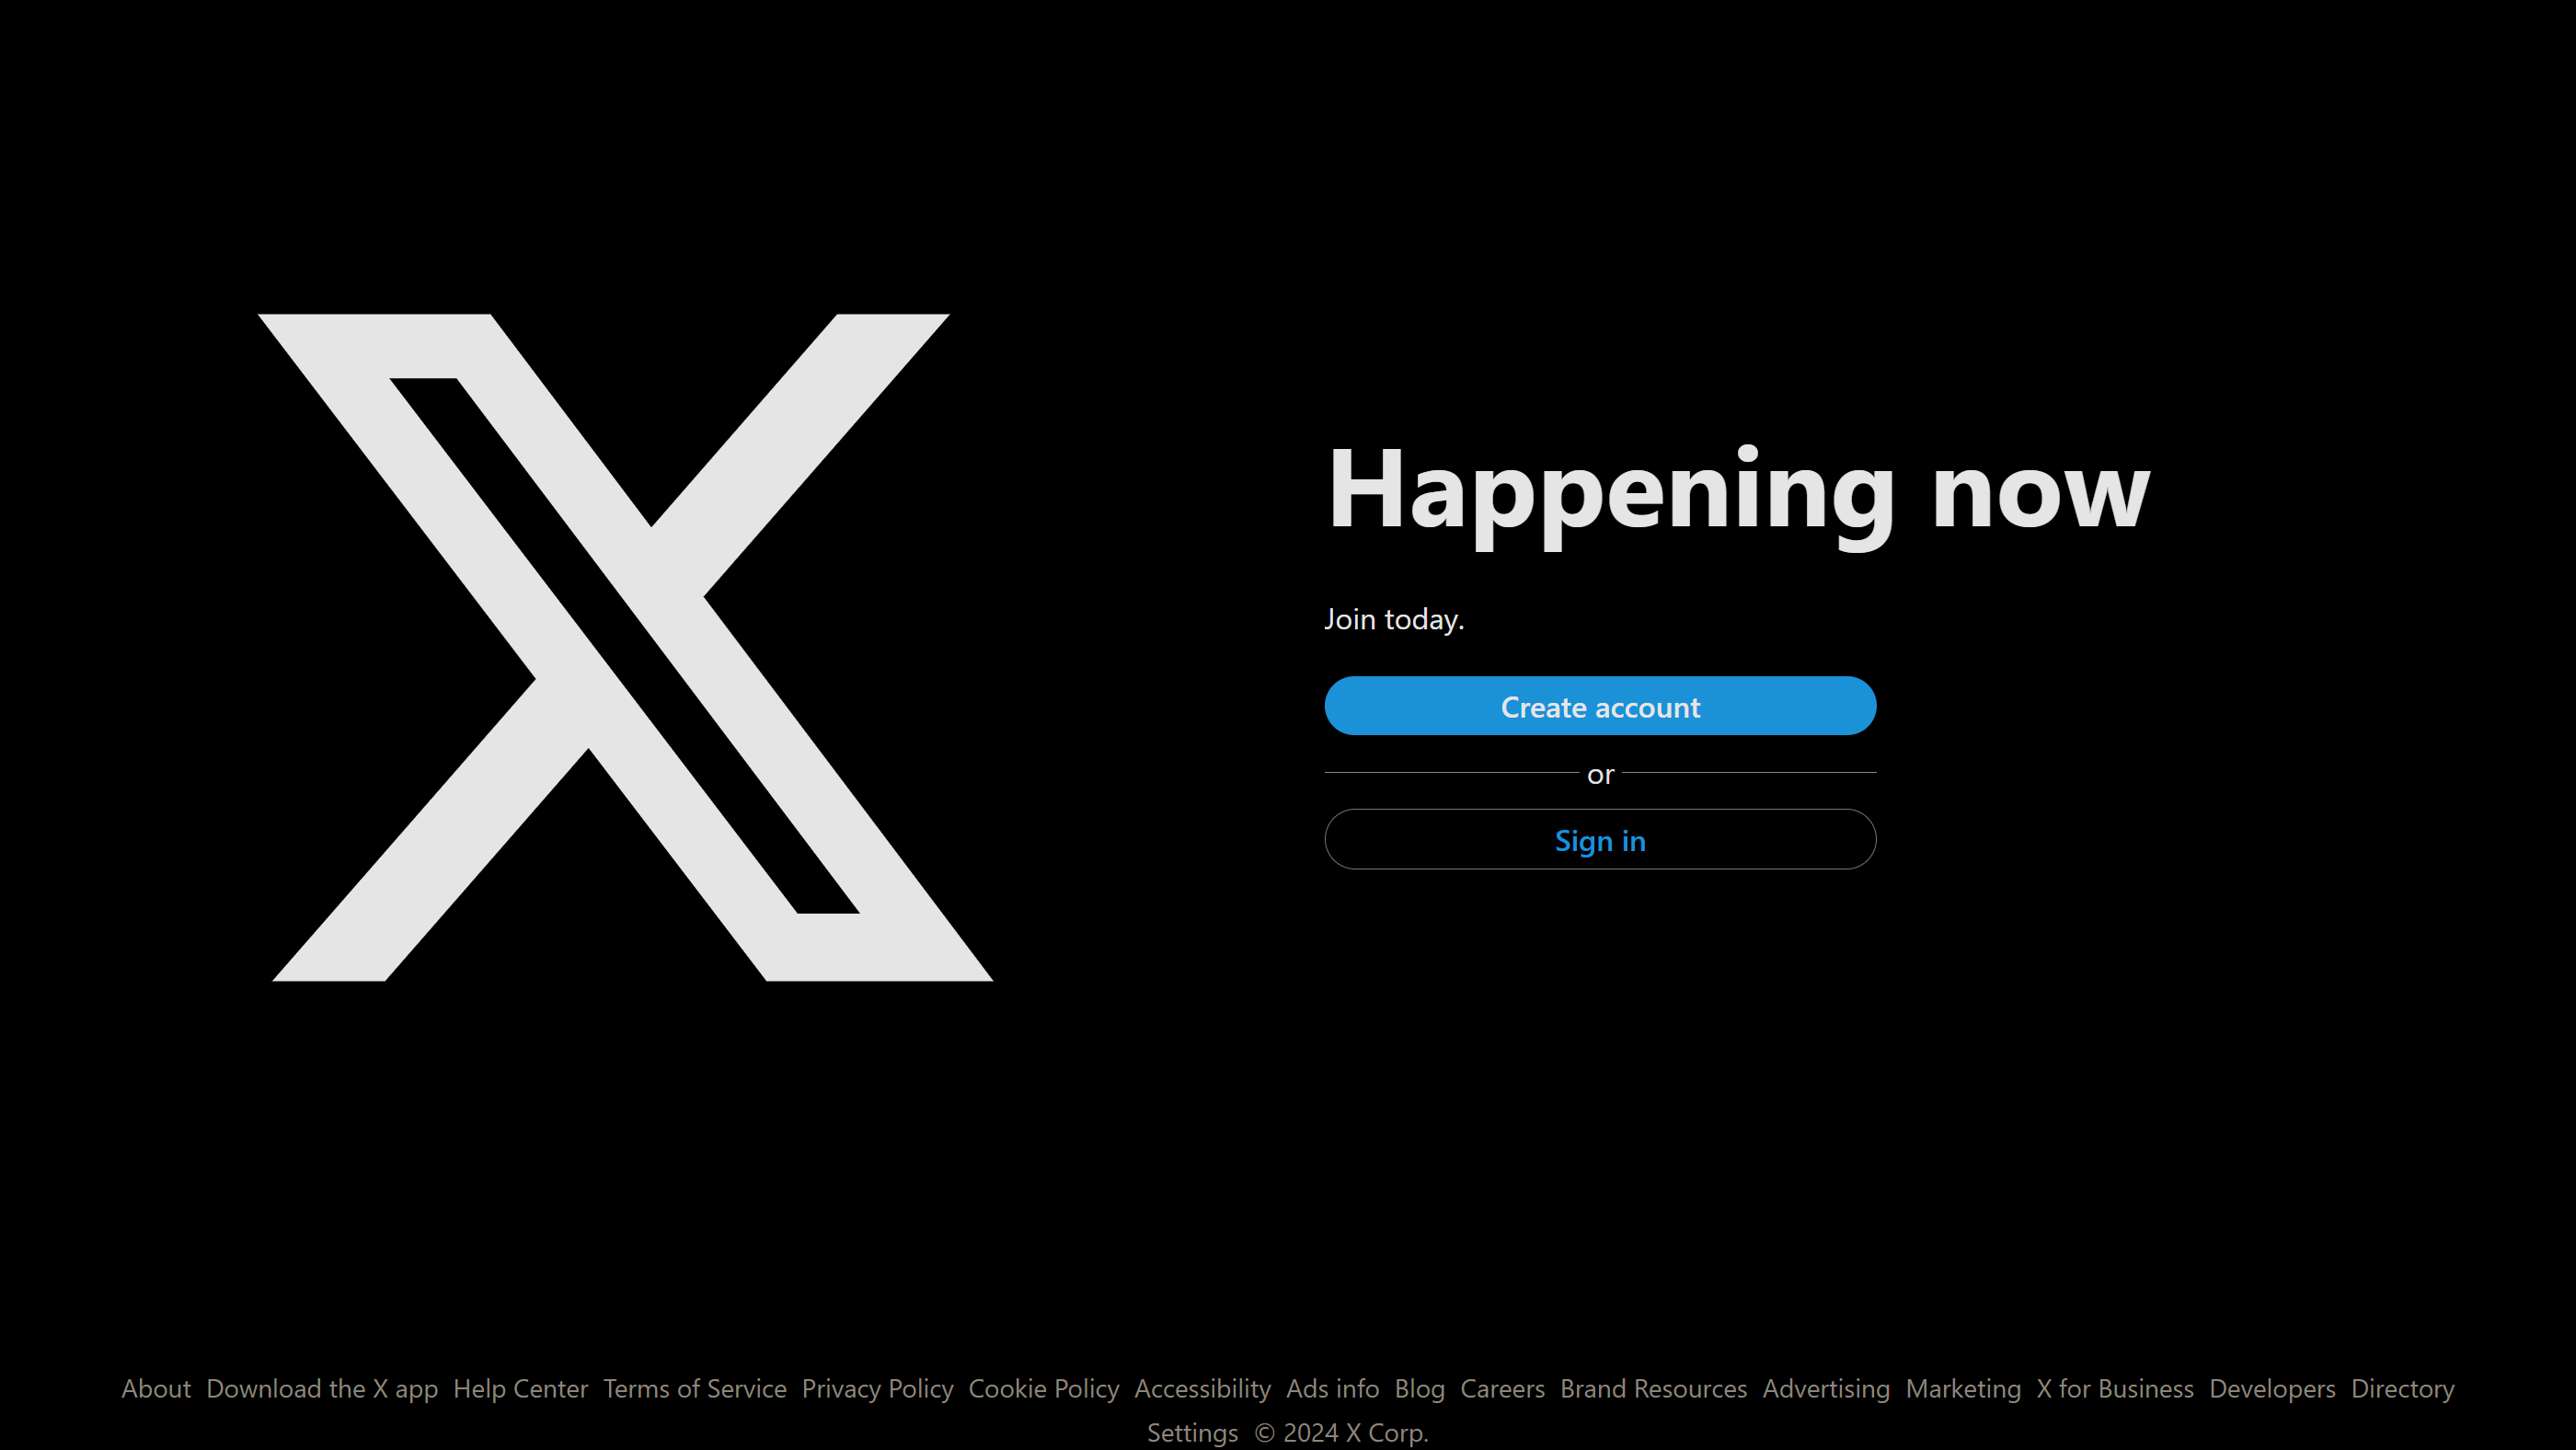 Happening now
Join today.
Create account
or
Sign in
About Download the X app Help Center Terms of Service Privacy Policy Cookie Policy Accessibility Ads info Blog Careers Brand Resources Advertising Marketing X for Business Developers Directory
Settings © 2024 X Corp.